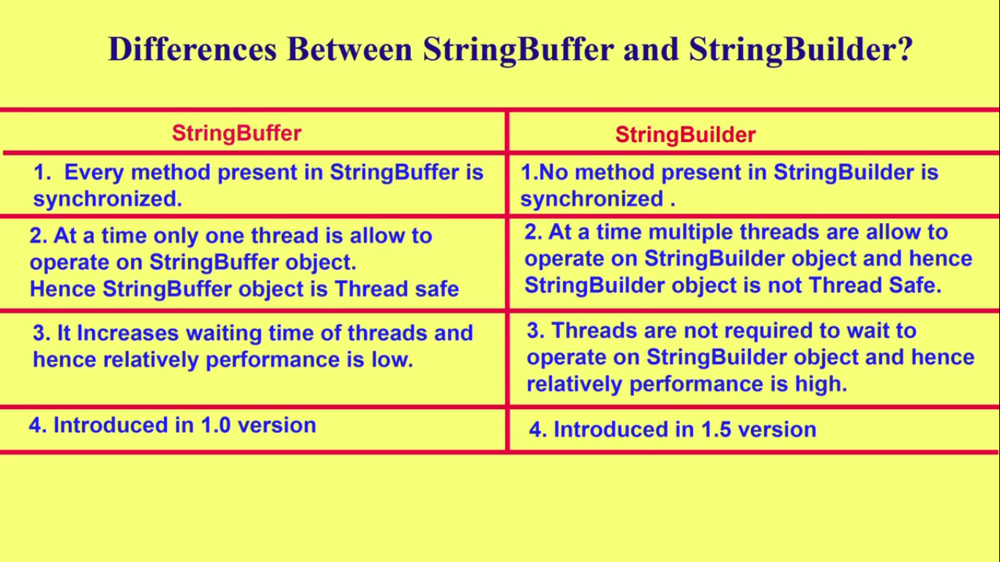 Differences Between StringBuffer and StringBuilder?
StringBuffer
StringBuilder
1.  Every method present in StringBuffer is
synchronized.
1.No method present in StringBuilder is
synchronized .
2. At a time only one thread is allow to
operate on StringBuffer object.
Hence StringBuffer object is Thread safe
2. At a time multiple threads are allow to
operate on StringBuilder object and hence
StringBuilder object is not Thread Safe.
3. It Increases waiting time of threads and
hence relatively performance is low.
3. Threads are not required to wait to
operate on StringBuilder object and hence
relatively performance is high.
4. Introduced in 1.0 version
4. Introduced in 1.5 version